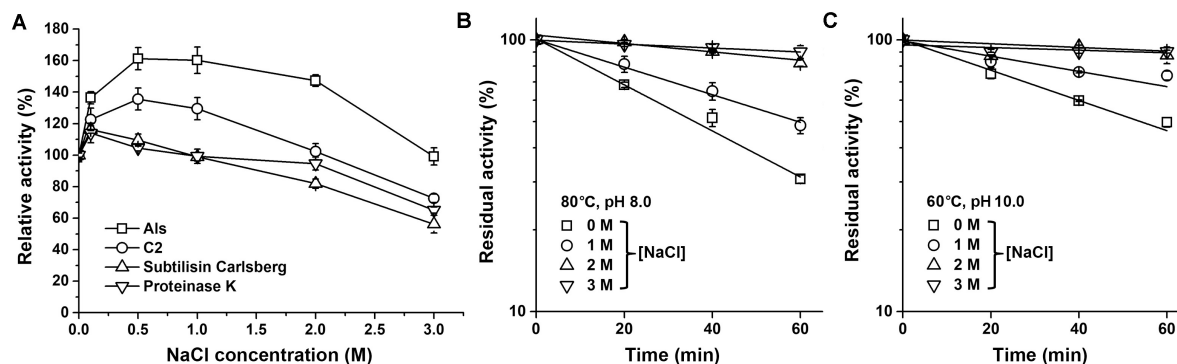 A
Relative activity (%)
180
160
140
120
100
80
60
40
20
0
Als
C2
Subtilisin Carlsberg
Proteinase K
0.0 0.5 1.0 1.5 2.0 2.5 3.0
NaCl concentration (M)
B
Residual activity (%)
100
10
80°C, pH 8.0
0 M
1 M
2 M
3 M
[NaCl]
0 20 40 60
Time (min)
C
Residual activity (%)
100
10
60°C, pH 10.0
0 M
1 M
2 M
3 M
[NaCl]
0 20 40 60
Time (min)